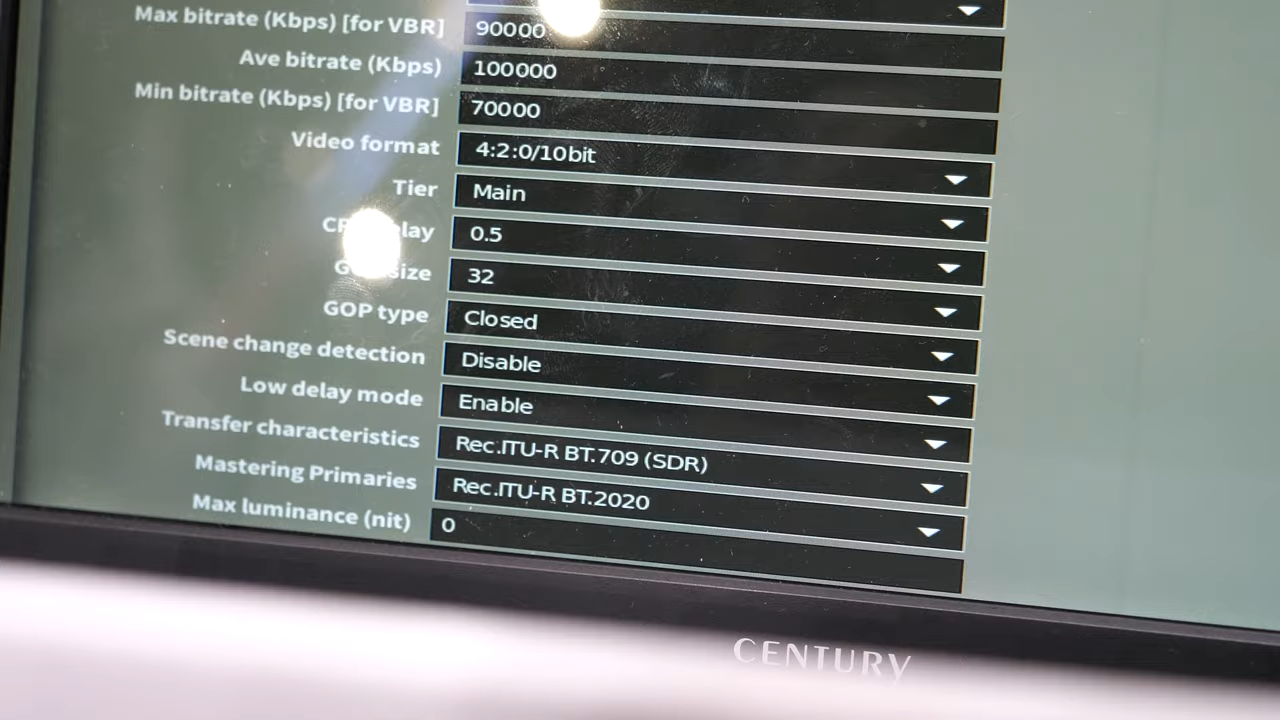 Max bitrate (Kbps) [for VBR] 90000
Ave bitrate (Kbps) 100000
Min bitrate (Kbps) [for VBR] 70000
Video format 4:2:0/10bit
Tier Main
0.5
size 32
GOP type Closed
Scene change detection Disable
Low delay mode Enable
Transfer characteristics Rec.ITU-R BT.709 (SDR)
Mastering Primaries Rec.ITU-R BT.2020
Max luminance (nit) 0
CENTURY